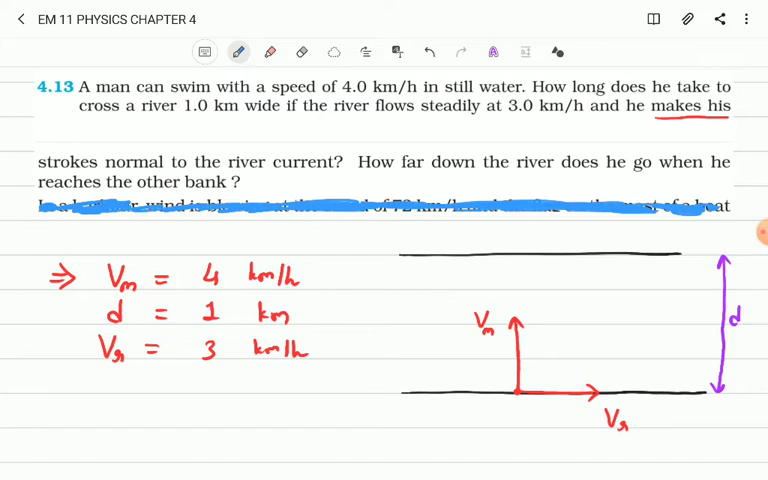 EM 11 PHYSICS CHAPTER 4
4.13 A man can swim with a speed of 4.0 km/h in still water. How long does he take to
cross a river 1.0 km wide if the river flows steadily at 3.0 km/h and he makes his
strokes normal to the river current? How far down the river does he go when he
reaches the other bank ?
⇒ Vm = 4 km/h
d = 1 km
Vr = 3 km/h
Vm
d
Vr